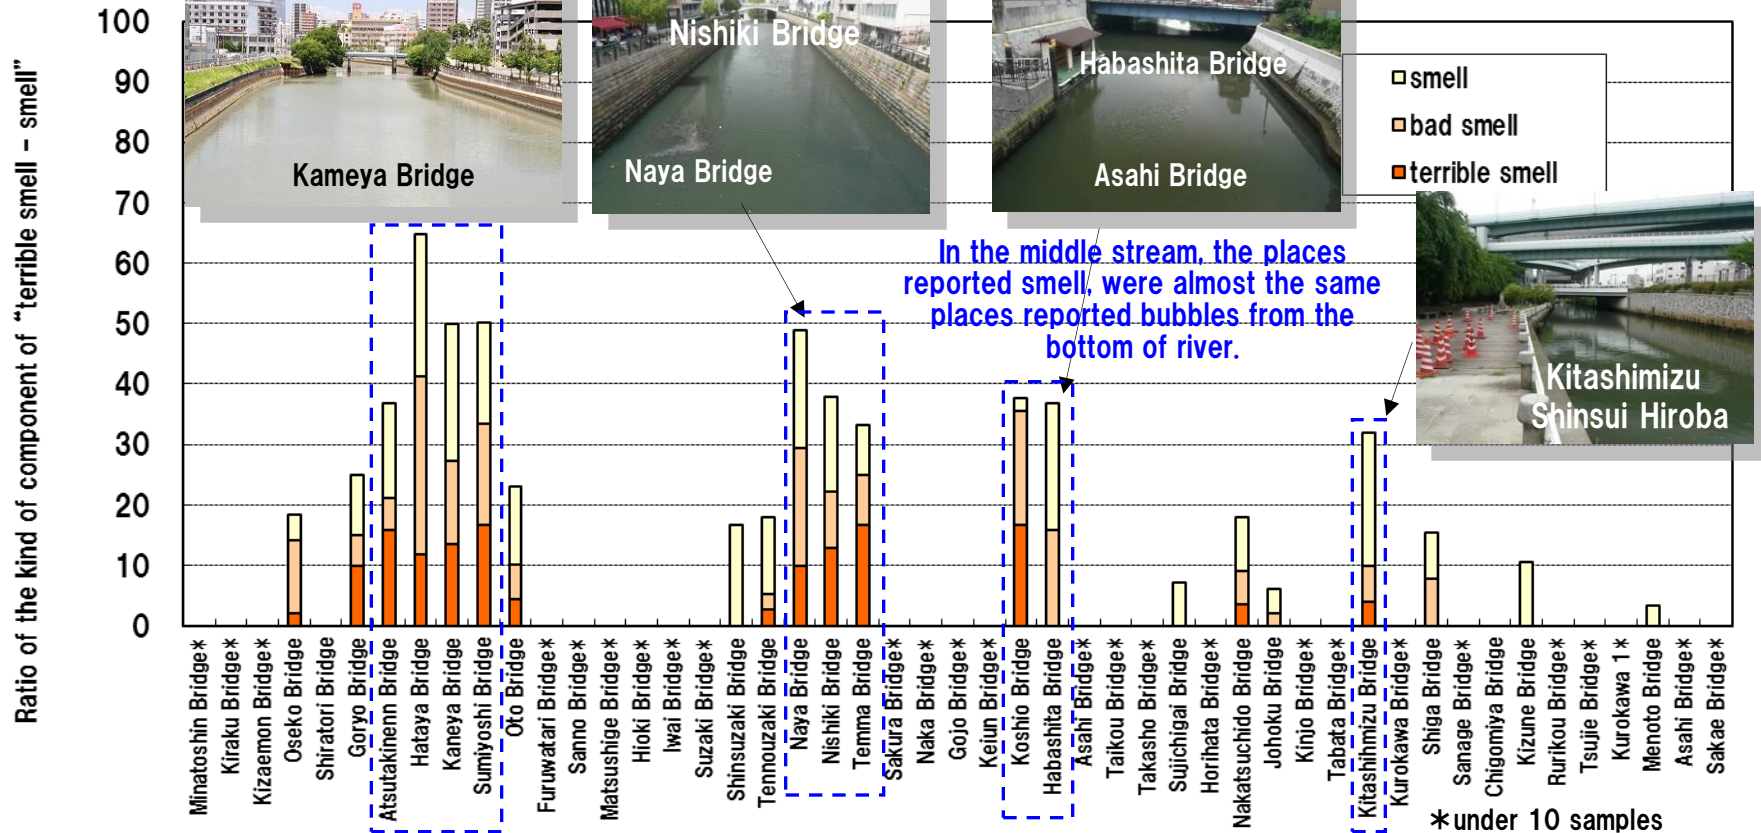 Ratio of the kind of component of “terrible smell - smell”
100
90
80
70
60
50
40
30
20
10
0
Kameya Bridge
Nishiki Bridge
Naya Bridge
Habashita Bridge
Asahi Bridge
smell
bad smell
terrible smell
Kitashimizu
Shinsui Hiroba
In the middle stream, the places
reported smell, were almost the same
places reported bubbles from the
bottom of river.
Minatoshin Bridge*
Kiraku Bridge*
Kizaemon Bridge*
Oseko Bridge
Shiratori Bridge
Goryo Bridge
Atsutakinenn Bridge
Hataya Bridge
Kaneya Bridge
Sumiyoshi Bridge
Oto Bridge
Furuwatari Bridge*
Sanno Bridge*
Matsushige Bridge*
Hioki Bridge*
Iwai Bridge*
Suzaki Bridge*
Shinsuzaki Bridge
Tennouzaki Bridge
Naya Bridge
Nishiki Bridge
Temma Bridge
Sakura Bridge*
Naka Bridge*
Gojo Bridge*
Keiun Bridge*
Koshio Bridge
Habashita Bridge
Asahi Bridge*
Taikou Bridge*
Takasho Bridge*
Sujichigai Bridge
Horihata Bridge*
Nakatsuchido Bridge
Johoku Bridge
Kinjo Bridge*
Tabata Bridge*
Kitashihmizu Bridge
Kurokawa Bridge*
Shiga Bridge
Sanage Bridge*
Chigomiya Bridge
Kizune Bridge
Rurikou Bridge*
Tsujie Bridge*
Kurokawa 1*
Menoto Bridge
Asahi Bridge*
Sakae Bridge*
*under 10 samples